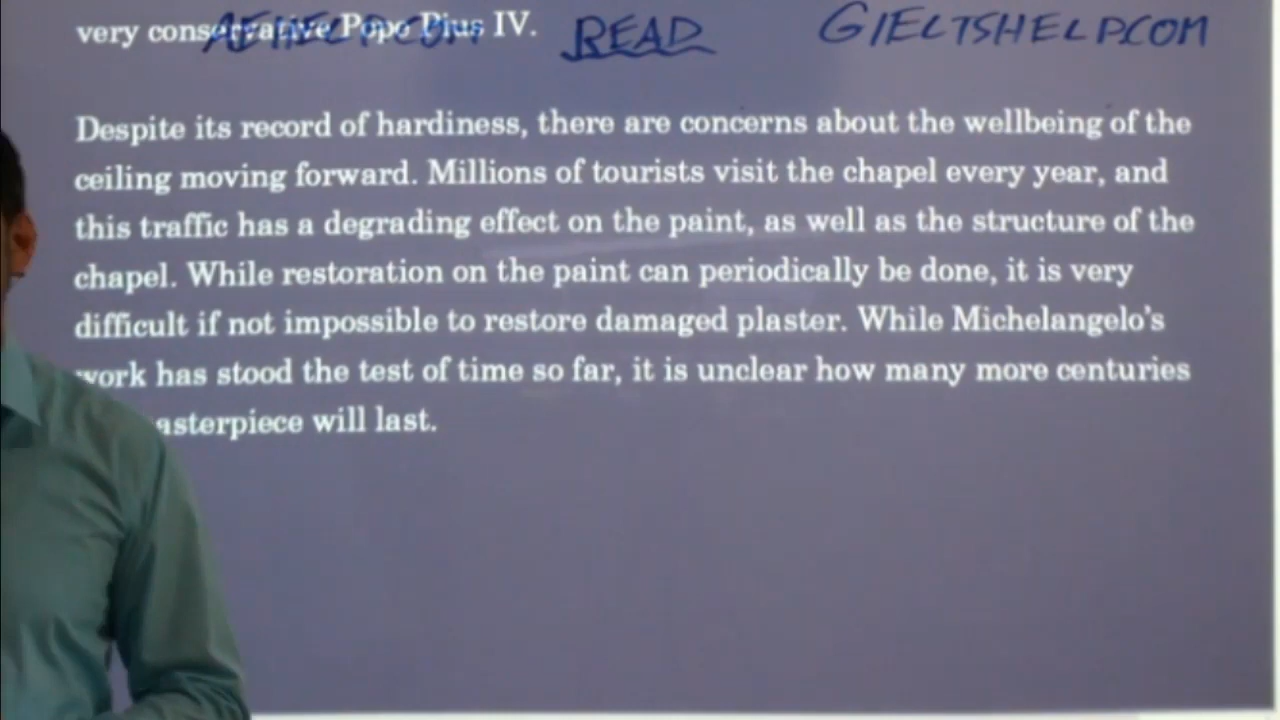 very conservative Pope Pius IV.
AEHELP.COM READ GIELTSHELP.COM
Despite its record of hardiness, there are concerns about the wellbeing of the
ceiling moving forward. Millions of tourists visit the chapel every year, and
this traffic has a degrading effect on the paint, as well as the structure of the
chapel. While restoration on the paint can periodically be done, it is very
difficult if not impossible to restore damaged plaster. While Michelangelo's
work has stood the test of time so far, it is unclear how many more centuries
asterpiece will last.